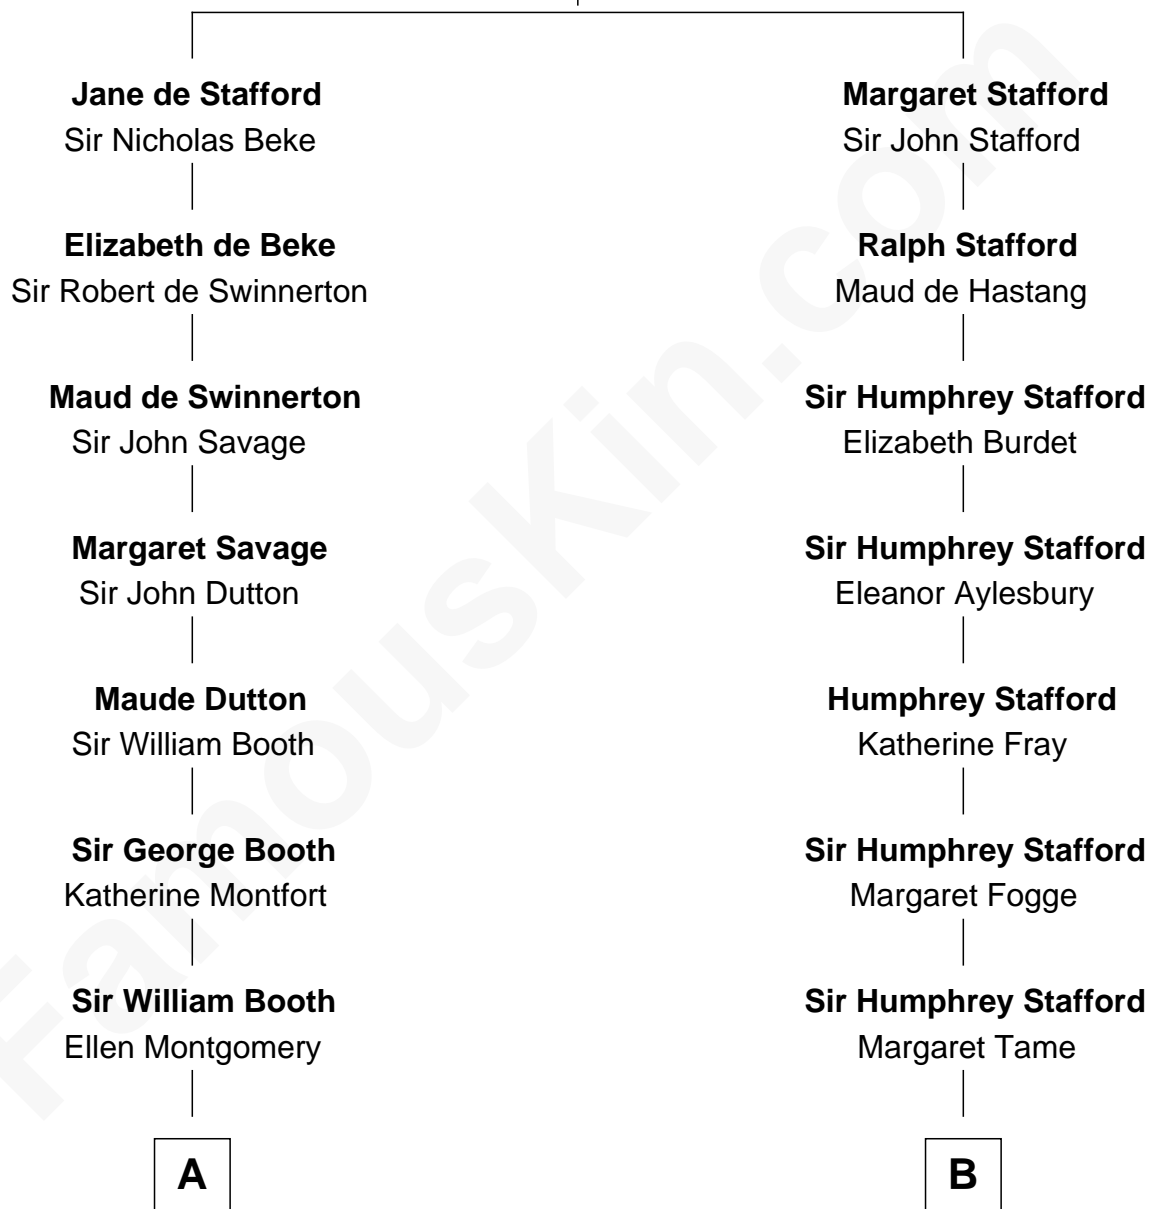 Jane de Stafford
Sir Nicholas Beke
Elizabeth de Beke
Sir Robert de Swinnerton
Maud de Swinnerton
Sir John Savage
Margaret Savage
Sir John Dutton
Maude Dutton
Sir William Booth
Sir George Booth
Katherine Montfort
Sir William Booth
Ellen Montgomery
A
Margaret Stafford
Sir John Stafford
Ralph Stafford
Maud de Hastang
Sir Humphrey Stafford
Elizabeth Burdet
Sir Humphrey Stafford
Eleanor Aylesbury
Humphrey Stafford
Katherine Fray
Sir Humphrey Stafford
Margaret Fogge
Sir Humphrey Stafford
Margaret Tame
B
FamousKin.com